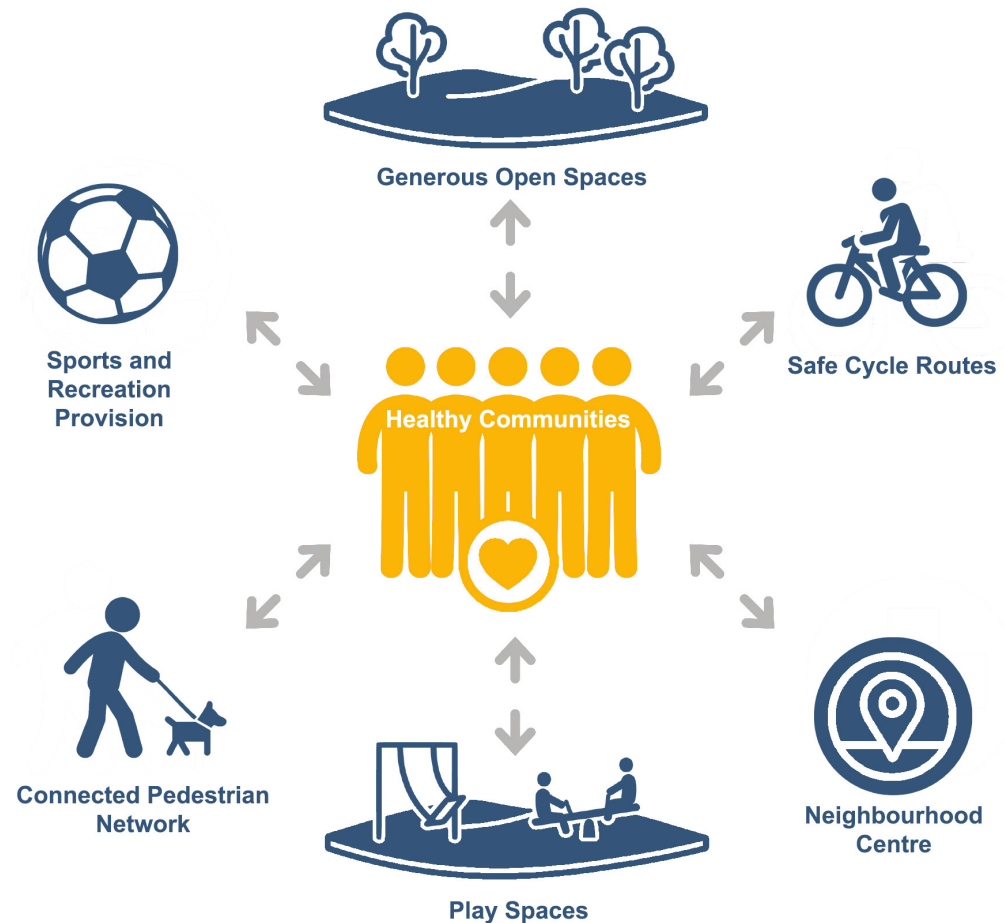 Generous Open Spaces
Sports and
Recreation
Provision
Safe Cycle Routes
Healthy Communities
Connected Pedestrian
Network
Neighbourhood
Centre
Play Spaces